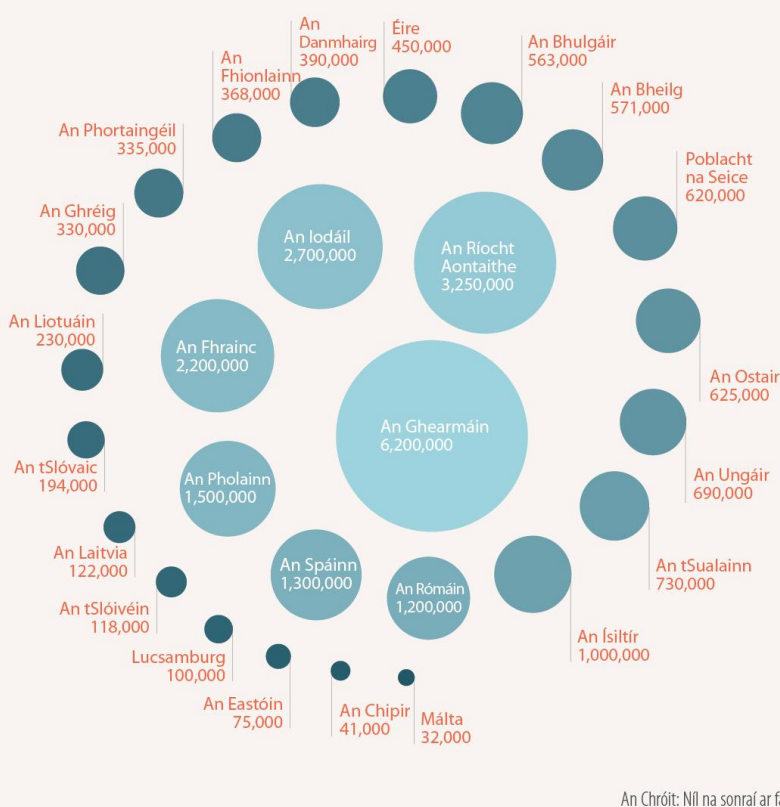 An
Danmhairg
390,000
Éire
450,000
An Bhulgáir
563,000
An
Fhionlainn
368,000
An Bheilg
571,000
An Phortaingéil
335,000
Poblacht
na Seice
620,000
An Ghréig
330,000
An Iodáil
2,700,000
An Ríocht
Aontaithe
3,250,000
An Liotuáin
230,000
An Fhrainc
2,200,000
An Ostair
625,000
An Ghearmáin
6,200,000
An tSlóvaic
194,000
An Pholainn
1,500,000
An Ungáir
690,000
An Laitvia
122,000
An Spáinn
1,300,000
An Rómáin
1,200,000
An tSualainn
730,000
An tSlóivéin
118,000
An Ísiltír
1,000,000
Lucsamburg
100,000
An Eastóin
75,000
An Chipir
41,000
Málta
32,000
An Chróit: Níl na sonraí ar